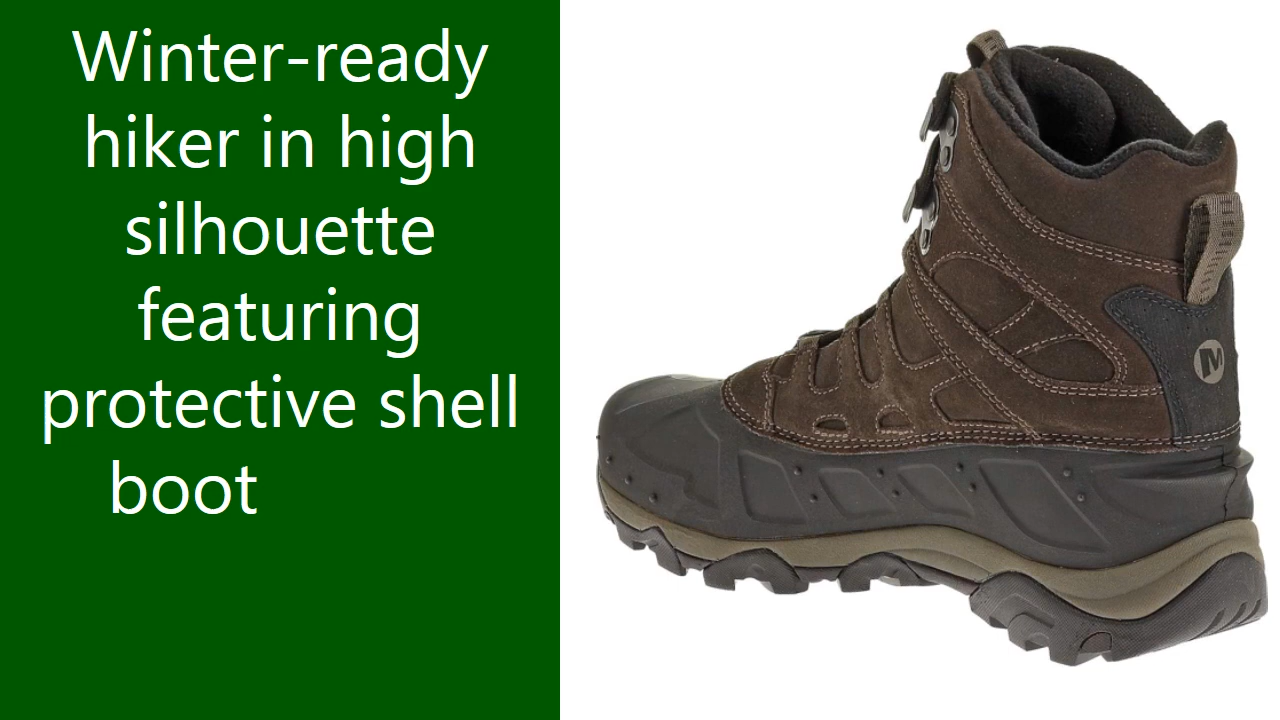 Winter-ready
hiker in high
silhouette
featuring
protective shell
boot